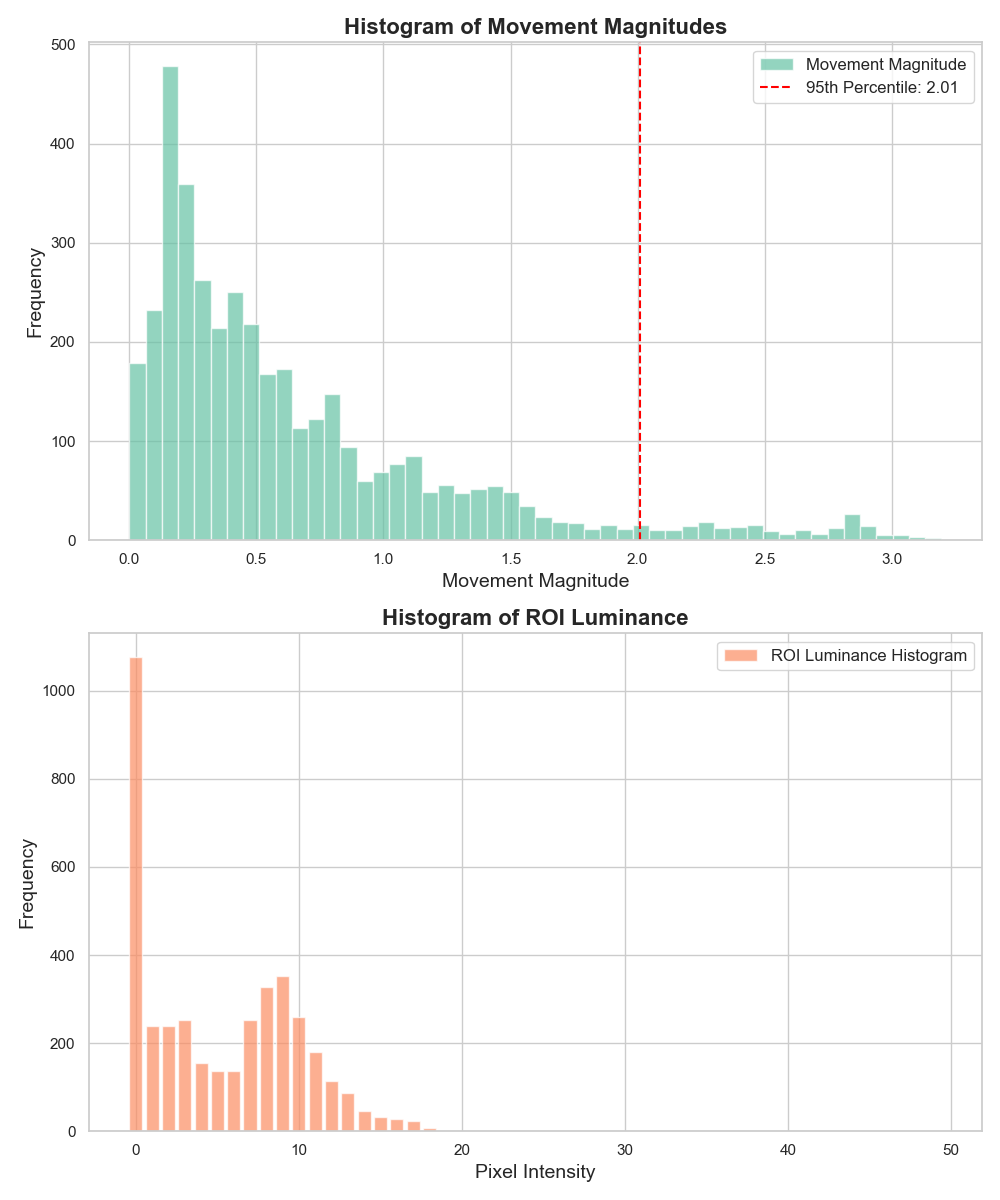 Histogram of Movement Magnitudes
500
400
300
200
100
0
Frequency
Movement Magnitude
95th Percentile: 2.01
0.0 0.5 1.0 1.5 2.0 2.5 3.0
Movement Magnitude
Histogram of ROI Luminance
1000
800
600
400
200
0
Frequency
ROI Luminance Histogram
0 10 20 30 40 50
Pixel Intensity